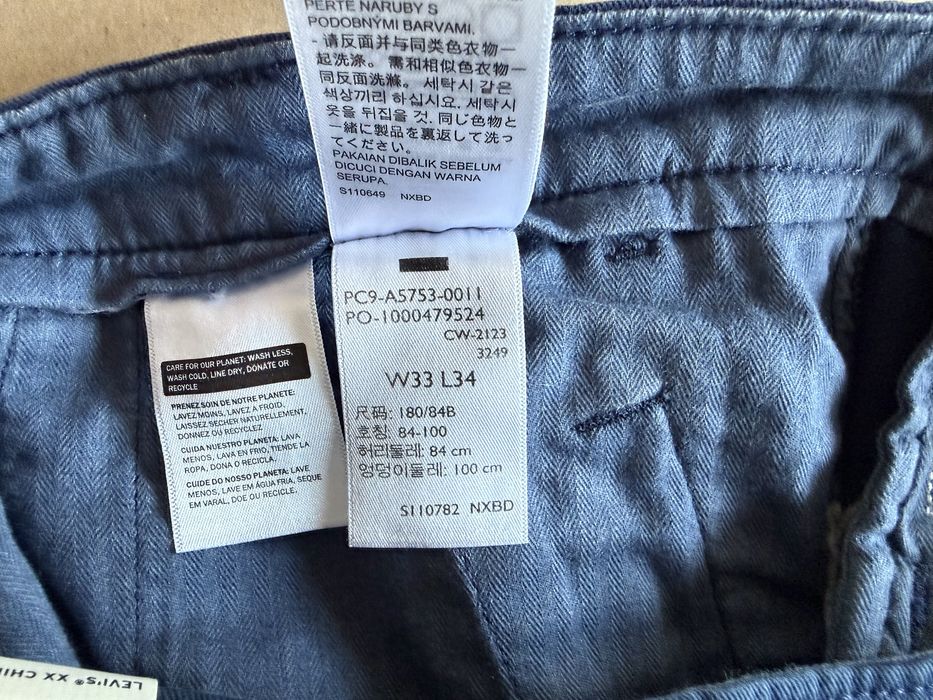 PERTE NARUBY S
PODOBNÝMI BARVAMI.
- 请反面并与同类色衣物一
起洗涤. 需和相似色衣物一
同反面洗滌. 세탁시 같은
색상끼리 하십시요. 세탁시
옷을 뒤집을 것. 同じ色物と
一緒に製品を裏返して洗っ
てください.
PAKAIAN DIBALIK SEBELUM
DICUCI DENGAN WARNA
SERUPA.
S110649 NXBD
PC9-A5753-0011
PO-1000479524
CW-2123
3249
W33 L34
尺码: 180/84B
호칭: 84-100
허리둘레: 84 cm
엉덩이둘레: 100 cm
S110782 NXBD
CARE FOR OUR PLANET: WASH LESS,
WASH COLD, LINE DRY, DONATE OR
RECYCLE
PRENEZ SOIN DE NOTRE PLANETE:
LAVEZ MOINS, LAVEZ A FROID,
LAISSEZ SECHER NATURELLEMENT,
DONNEZ OU RECYCLEZ
CUIDA NUESTRO PLANETA: LAVA
MENOS, LAVA EN FRIO, TIENDE LA
ROPA, DONA O RECICLA.
CUIDE DO NOSSO PLANETA: LAVE
MENOS, LAVE EM ÁGUA FRIA, SEQUE
EM VARAL, DOE OU RECICLE.
LEVI'S® XX CHI